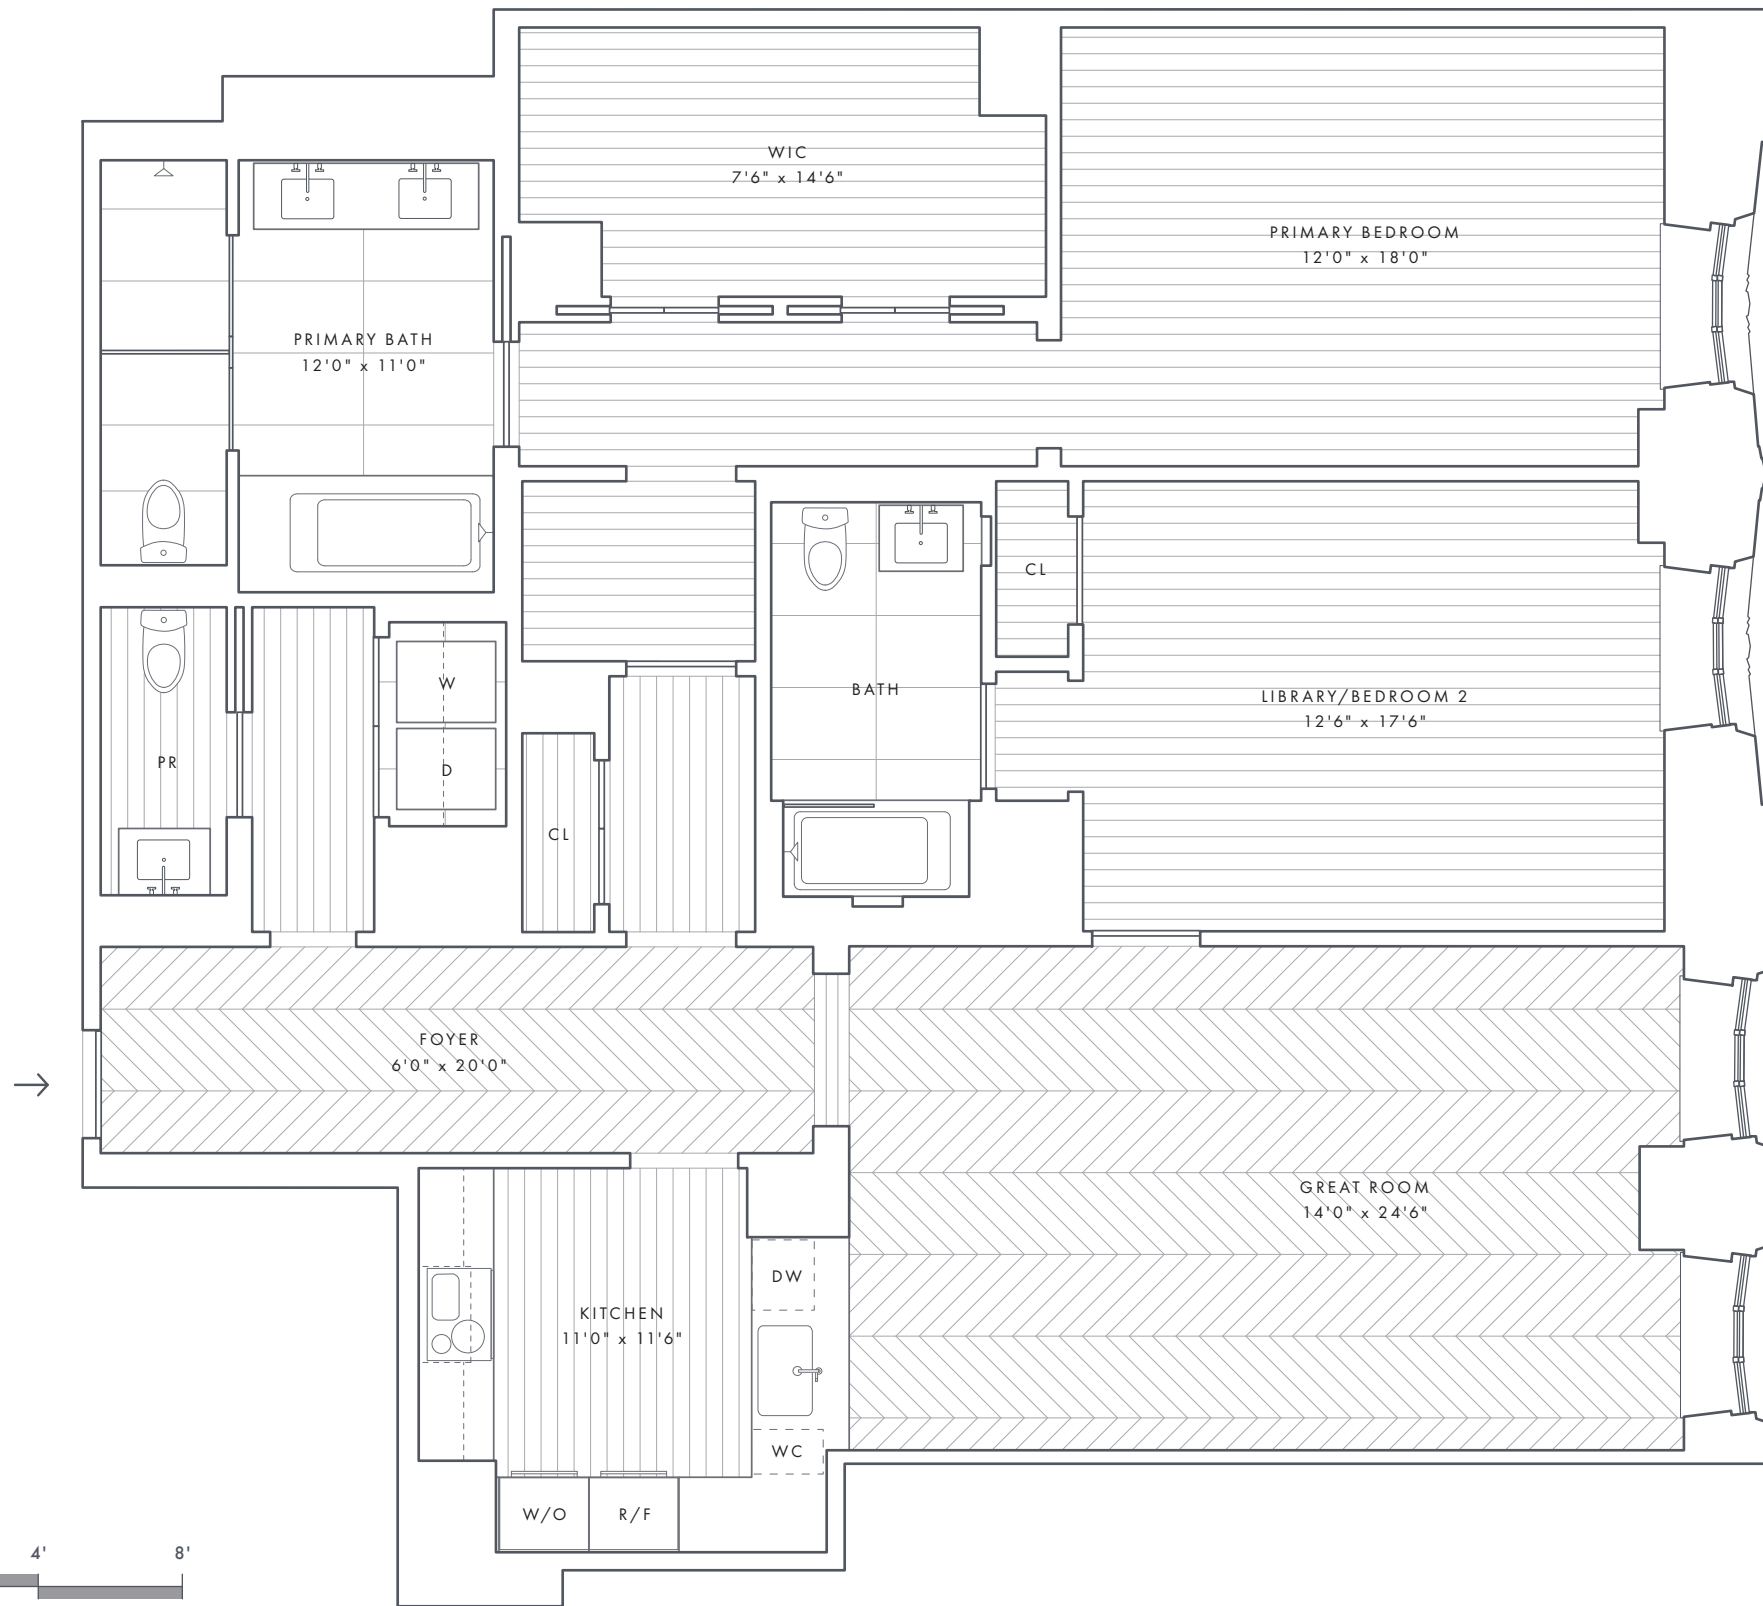 WIC
7'6" x 14'6"
PRIMARY BEDROOM
12'0" x 18'0"
PRIMARY BATH
12'0" x 11'0"
CL
W
BATH
LIBRARY/BEDROOM 2
12'6" x 17'6"
PR
D
CL
FOYER
6'0" x 20'0"
GREAT ROOM
14'0" x 24'6"
DW
KITCHEN
11'0" x 11'6"
WC
W/O
R/F
4'
8'